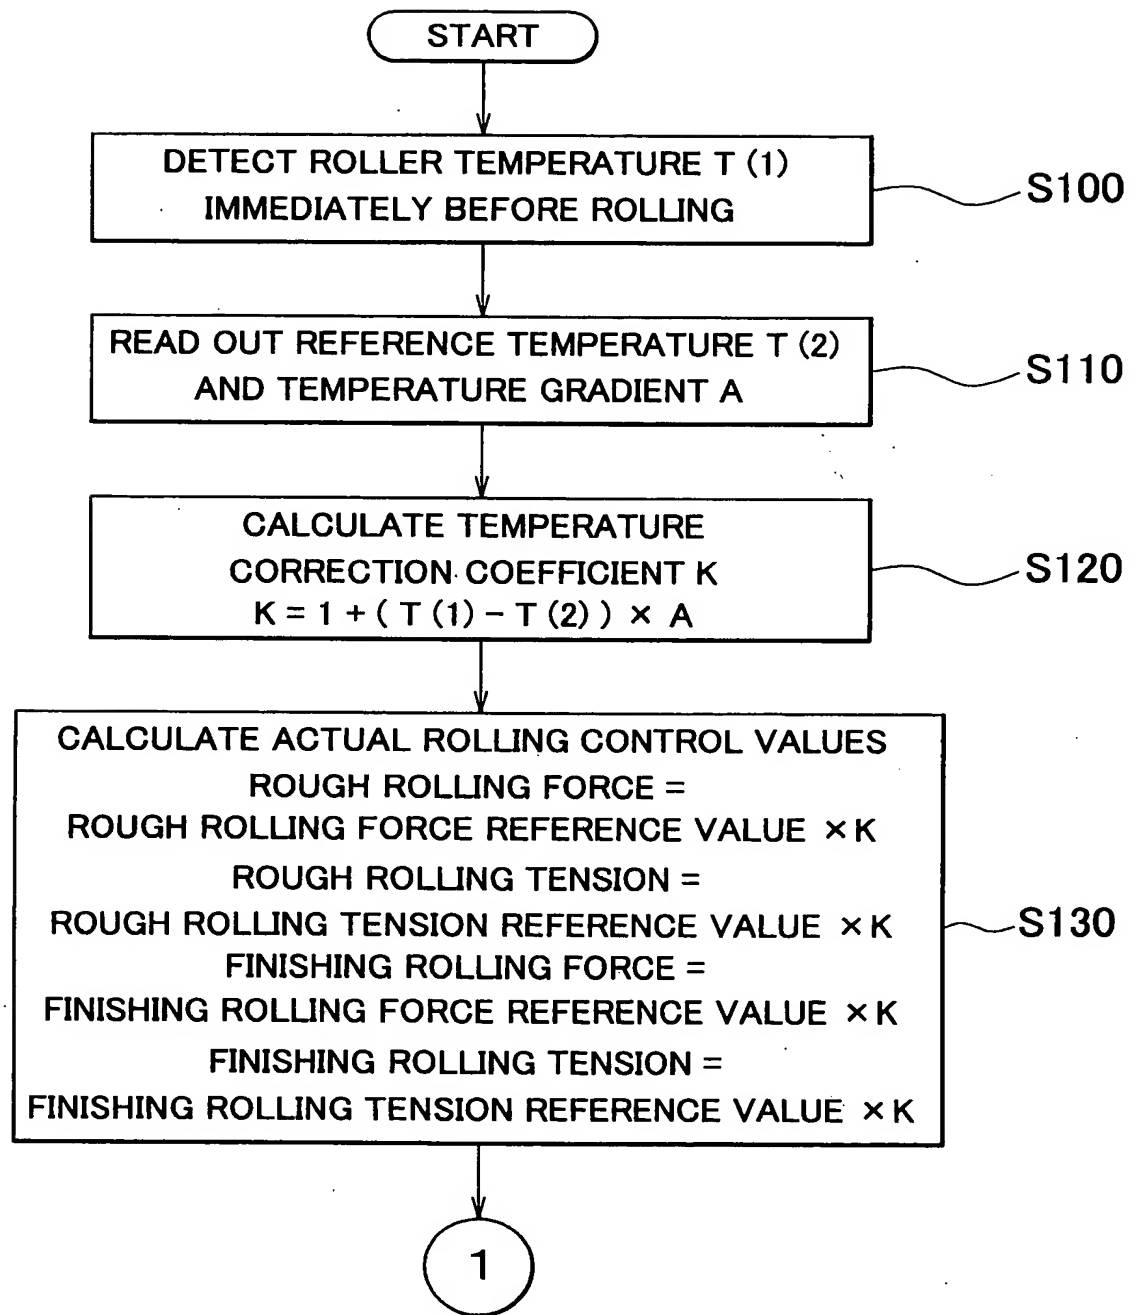 START
DETECT ROLLER TEMPERATURE T (1)
IMMEDIATELY BEFORE ROLLING
S100
READ OUT REFERENCE TEMPERATURE T (2)
AND TEMPERATURE GRADIENT A
S110
CALCULATE TEMPERATURE
CORRECTION COEFFICIENT K
K = 1 + ( T (1) − T (2) ) × A
S120
CALCULATE ACTUAL ROLLING CONTROL VALUES
ROUGH ROLLING FORCE =
ROUGH ROLLING FORCE REFERENCE VALUE × K
ROUGH ROLLING TENSION =
ROUGH ROLLING TENSION REFERENCE VALUE × K
FINISHING ROLLING FORCE =
FINISHING ROLLING FORCE REFERENCE VALUE × K
FINISHING ROLLING TENSION =
FINISHING ROLLING TENSION REFERENCE VALUE × K
S130
1